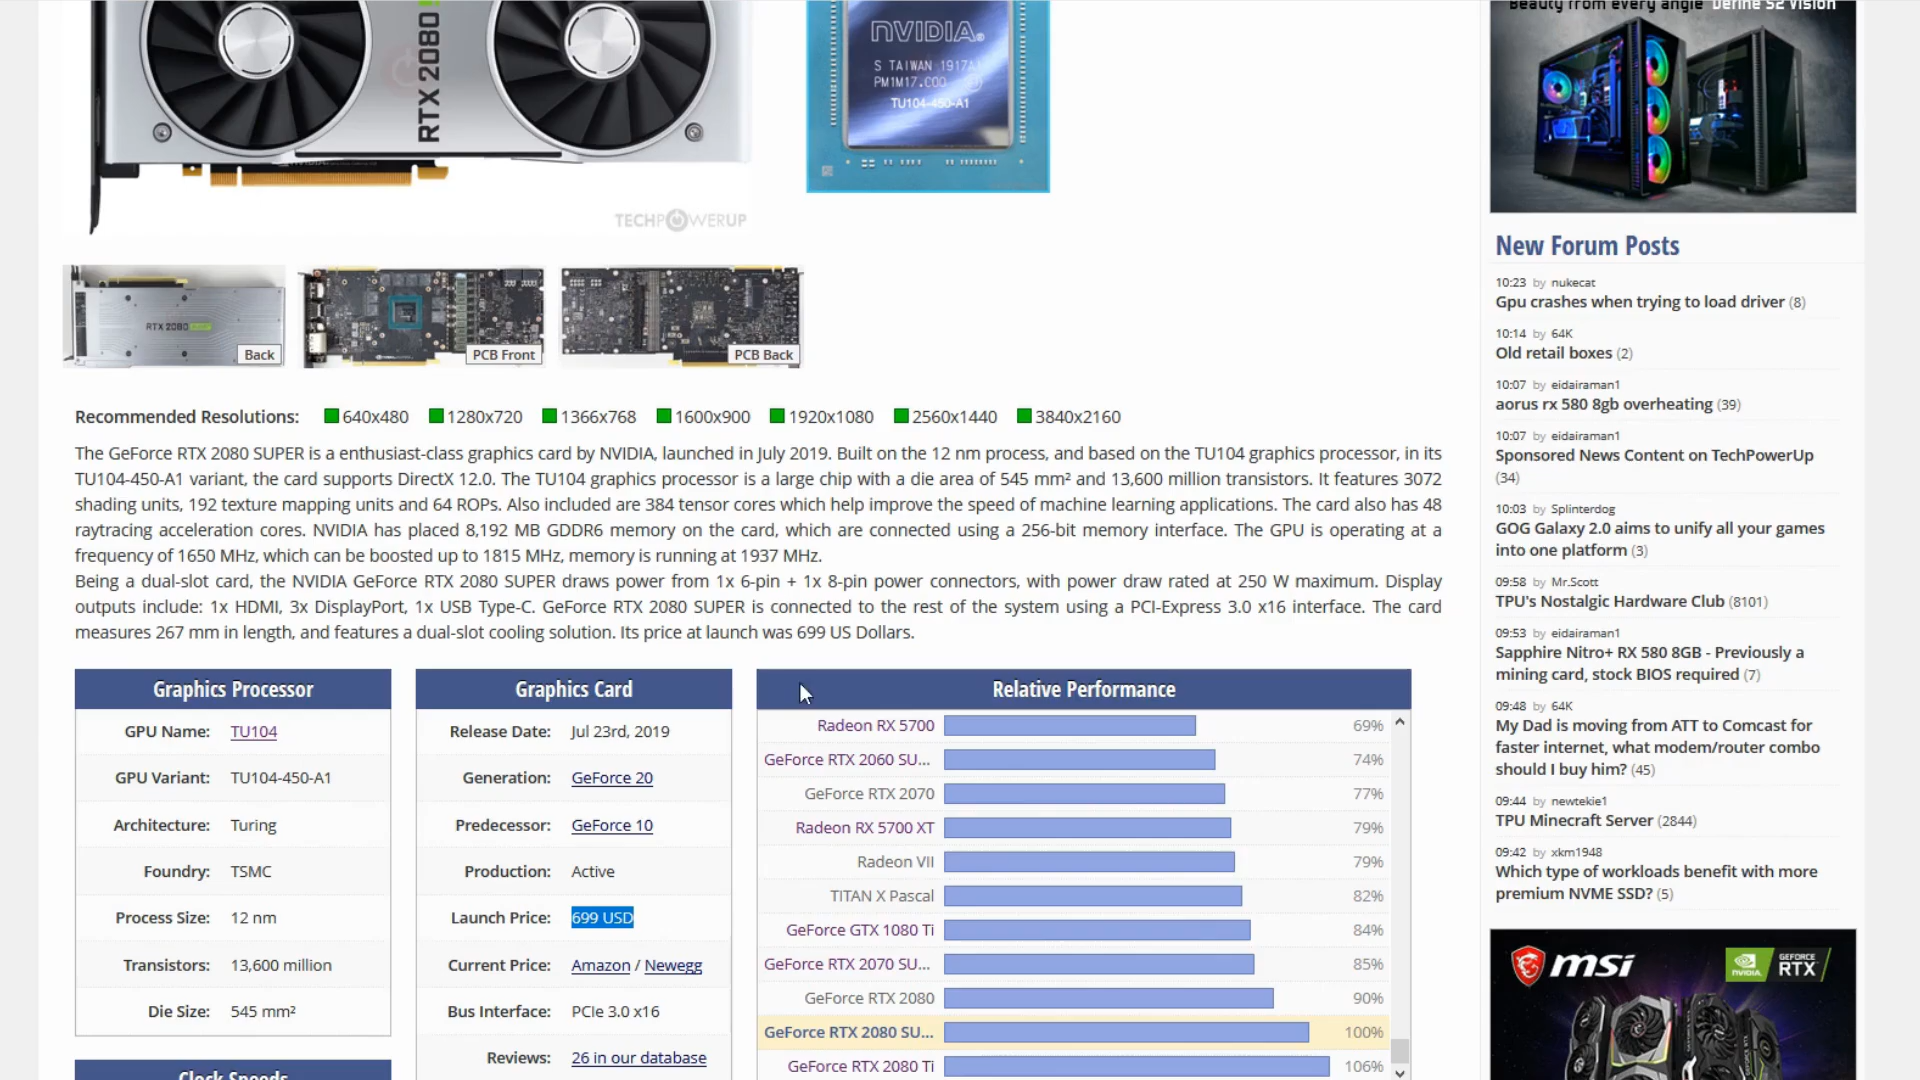 Beauty from every angle Define S2 Vision
RTX 2080
NVIDIA®
S TAIWAN 1917A1
PM1M17.C00
TU104-450-A1
TECHPOWERUP
RTX 2080 SUPER
Back
PCB Front
PCB Back
Recommended Resolutions: 640x480 1280x720 1366x768 1600x900 1920x1080 2560x1440 3840x2160
The GeForce RTX 2080 SUPER is a enthusiast-class graphics card by NVIDIA, launched in July 2019. Built on the 12 nm process, and based on the TU104 graphics processor, in its
TU104-450-A1 variant, the card supports DirectX 12.0. The TU104 graphics processor is a large chip with a die area of 545 mm² and 13,600 million transistors. It features 3072
shading units, 192 texture mapping units and 64 ROPs. Also included are 384 tensor cores which help improve the speed of machine learning applications. The card also has 48
raytracing acceleration cores. NVIDIA has placed 8,192 MB GDDR6 memory on the card, which are connected using a 256-bit memory interface. The GPU is operating at a
frequency of 1650 MHz, which can be boosted up to 1815 MHz, memory is running at 1937 MHz.
Being a dual-slot card, the NVIDIA GeForce RTX 2080 SUPER draws power from 1x 6-pin + 1x 8-pin power connectors, with power draw rated at 250 W maximum. Display
outputs include: 1x HDMI, 3x DisplayPort, 1x USB Type-C. GeForce RTX 2080 SUPER is connected to the rest of the system using a PCI-Express 3.0 x16 interface. The card
measures 267 mm in length, and features a dual-slot cooling solution. Its price at launch was 699 US Dollars.
Graphics Processor
GPU Name: TU104
GPU Variant: TU104-450-A1
Architecture: Turing
Foundry: TSMC
Process Size: 12 nm
Transistors: 13,600 million
Die Size: 545 mm²
Clock Speeds
Graphics Card
Release Date: Jul 23rd, 2019
Generation: GeForce 20
Predecessor: GeForce 10
Production: Active
Launch Price: 699 USD
Current Price: Amazon / Newegg
Bus Interface: PCIe 3.0 x16
Reviews: 26 in our database
Relative Performance
Radeon RX 5700 69%
GeForce RTX 2060 SU... 74%
GeForce RTX 2070 77%
Radeon RX 5700 XT 79%
Radeon VII 79%
TITAN X Pascal 82%
GeForce GTX 1080 Ti 84%
GeForce RTX 2070 SU... 85%
GeForce RTX 2080 90%
GeForce RTX 2080 SU... 100%
GeForce RTX 2080 Ti 106%
New Forum Posts
10:23 by nukecat
Gpu crashes when trying to load driver (8)
10:14 by 64K
Old retail boxes (2)
10:07 by eidairaman1
aorus rx 580 8gb overheating (39)
10:07 by eidairaman1
Sponsored News Content on TechPowerUp
(34)
10:03 by Splinterdog
GOG Galaxy 2.0 aims to unify all your games
into one platform (3)
09:58 by Mr.Scott
TPU's Nostalgic Hardware Club (8101)
09:53 by eidairaman1
Sapphire Nitro+ RX 580 8GB - Previously a
mining card, stock BIOS required (7)
09:48 by 64K
My Dad is moving from ATT to Comcast for
faster internet, what modem/router combo
should I buy him? (45)
09:44 by newtekie1
TPU Minecraft Server (2844)
09:42 by xkm1948
Which type of workloads benefit with more
premium NVME SSD? (5)
msi
NVIDIA
GEFORCE
RTX